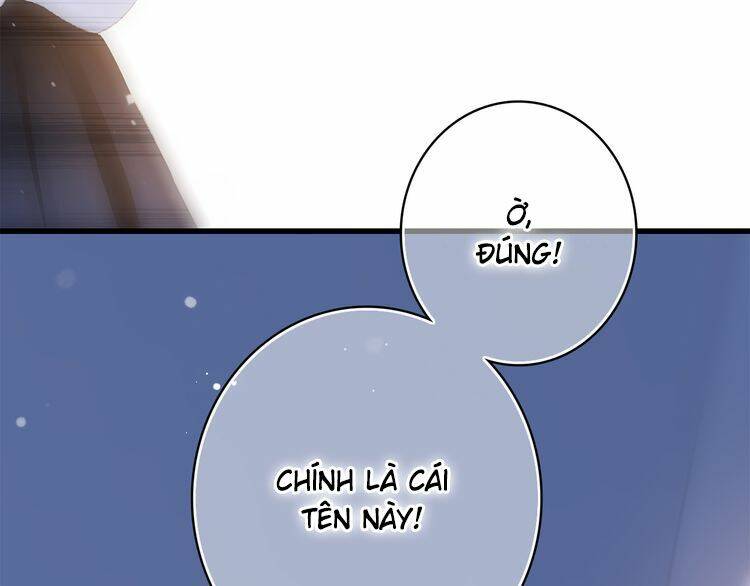 Ờ,
ĐÚNG!
CHÍNH LÀ CÁI
TÊN NÀY!